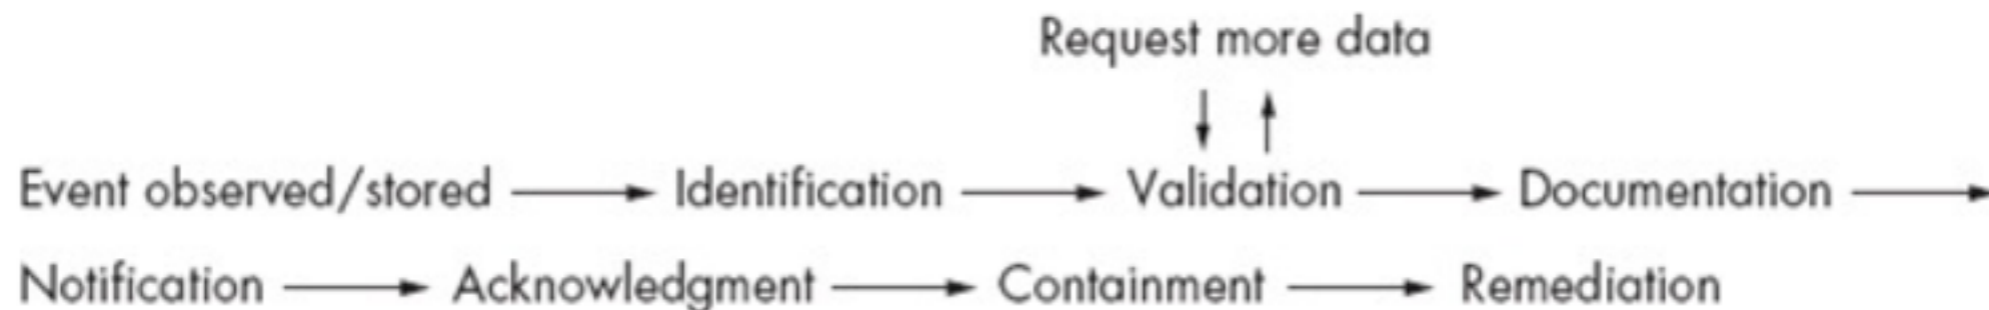 Request more data
Event observed/stored → Identification → Validation → Documentation →
Notification → Acknowledgment → Containment → Remediation